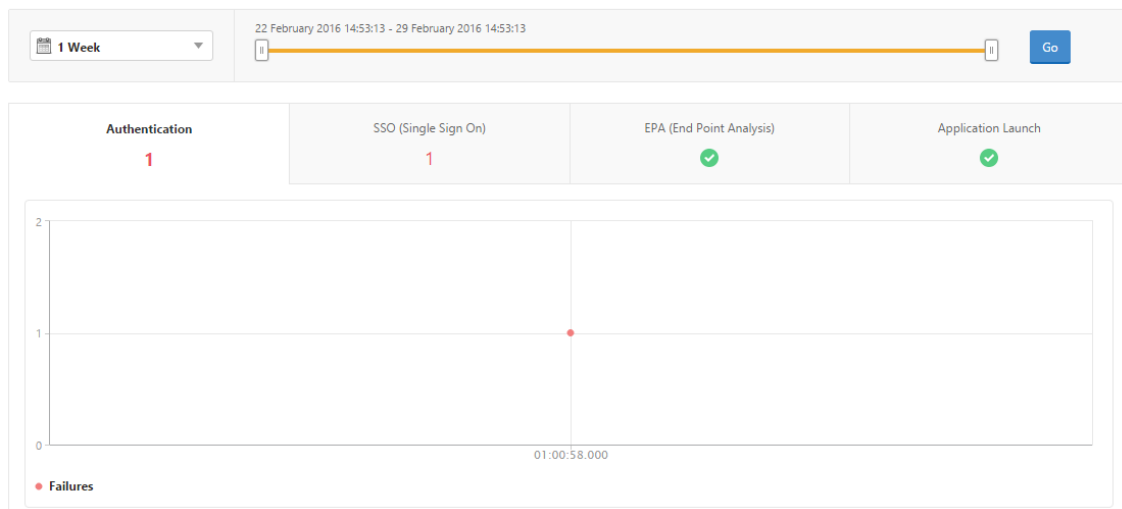 22 February 2016 14:53:13 - 29 February 2016 14:53:13
1 Week
Go
Authentication
1
SSO (Single Sign On)
1
EPA (End Point Analysis)
Application Launch
2
1
0
01:00:58.000
Failures